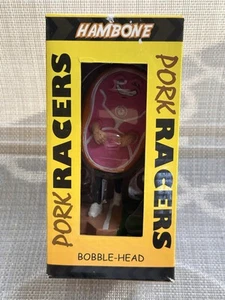 HAMBONE
PORK RACERS
PORK RACERS
BOBBLE-HEAD